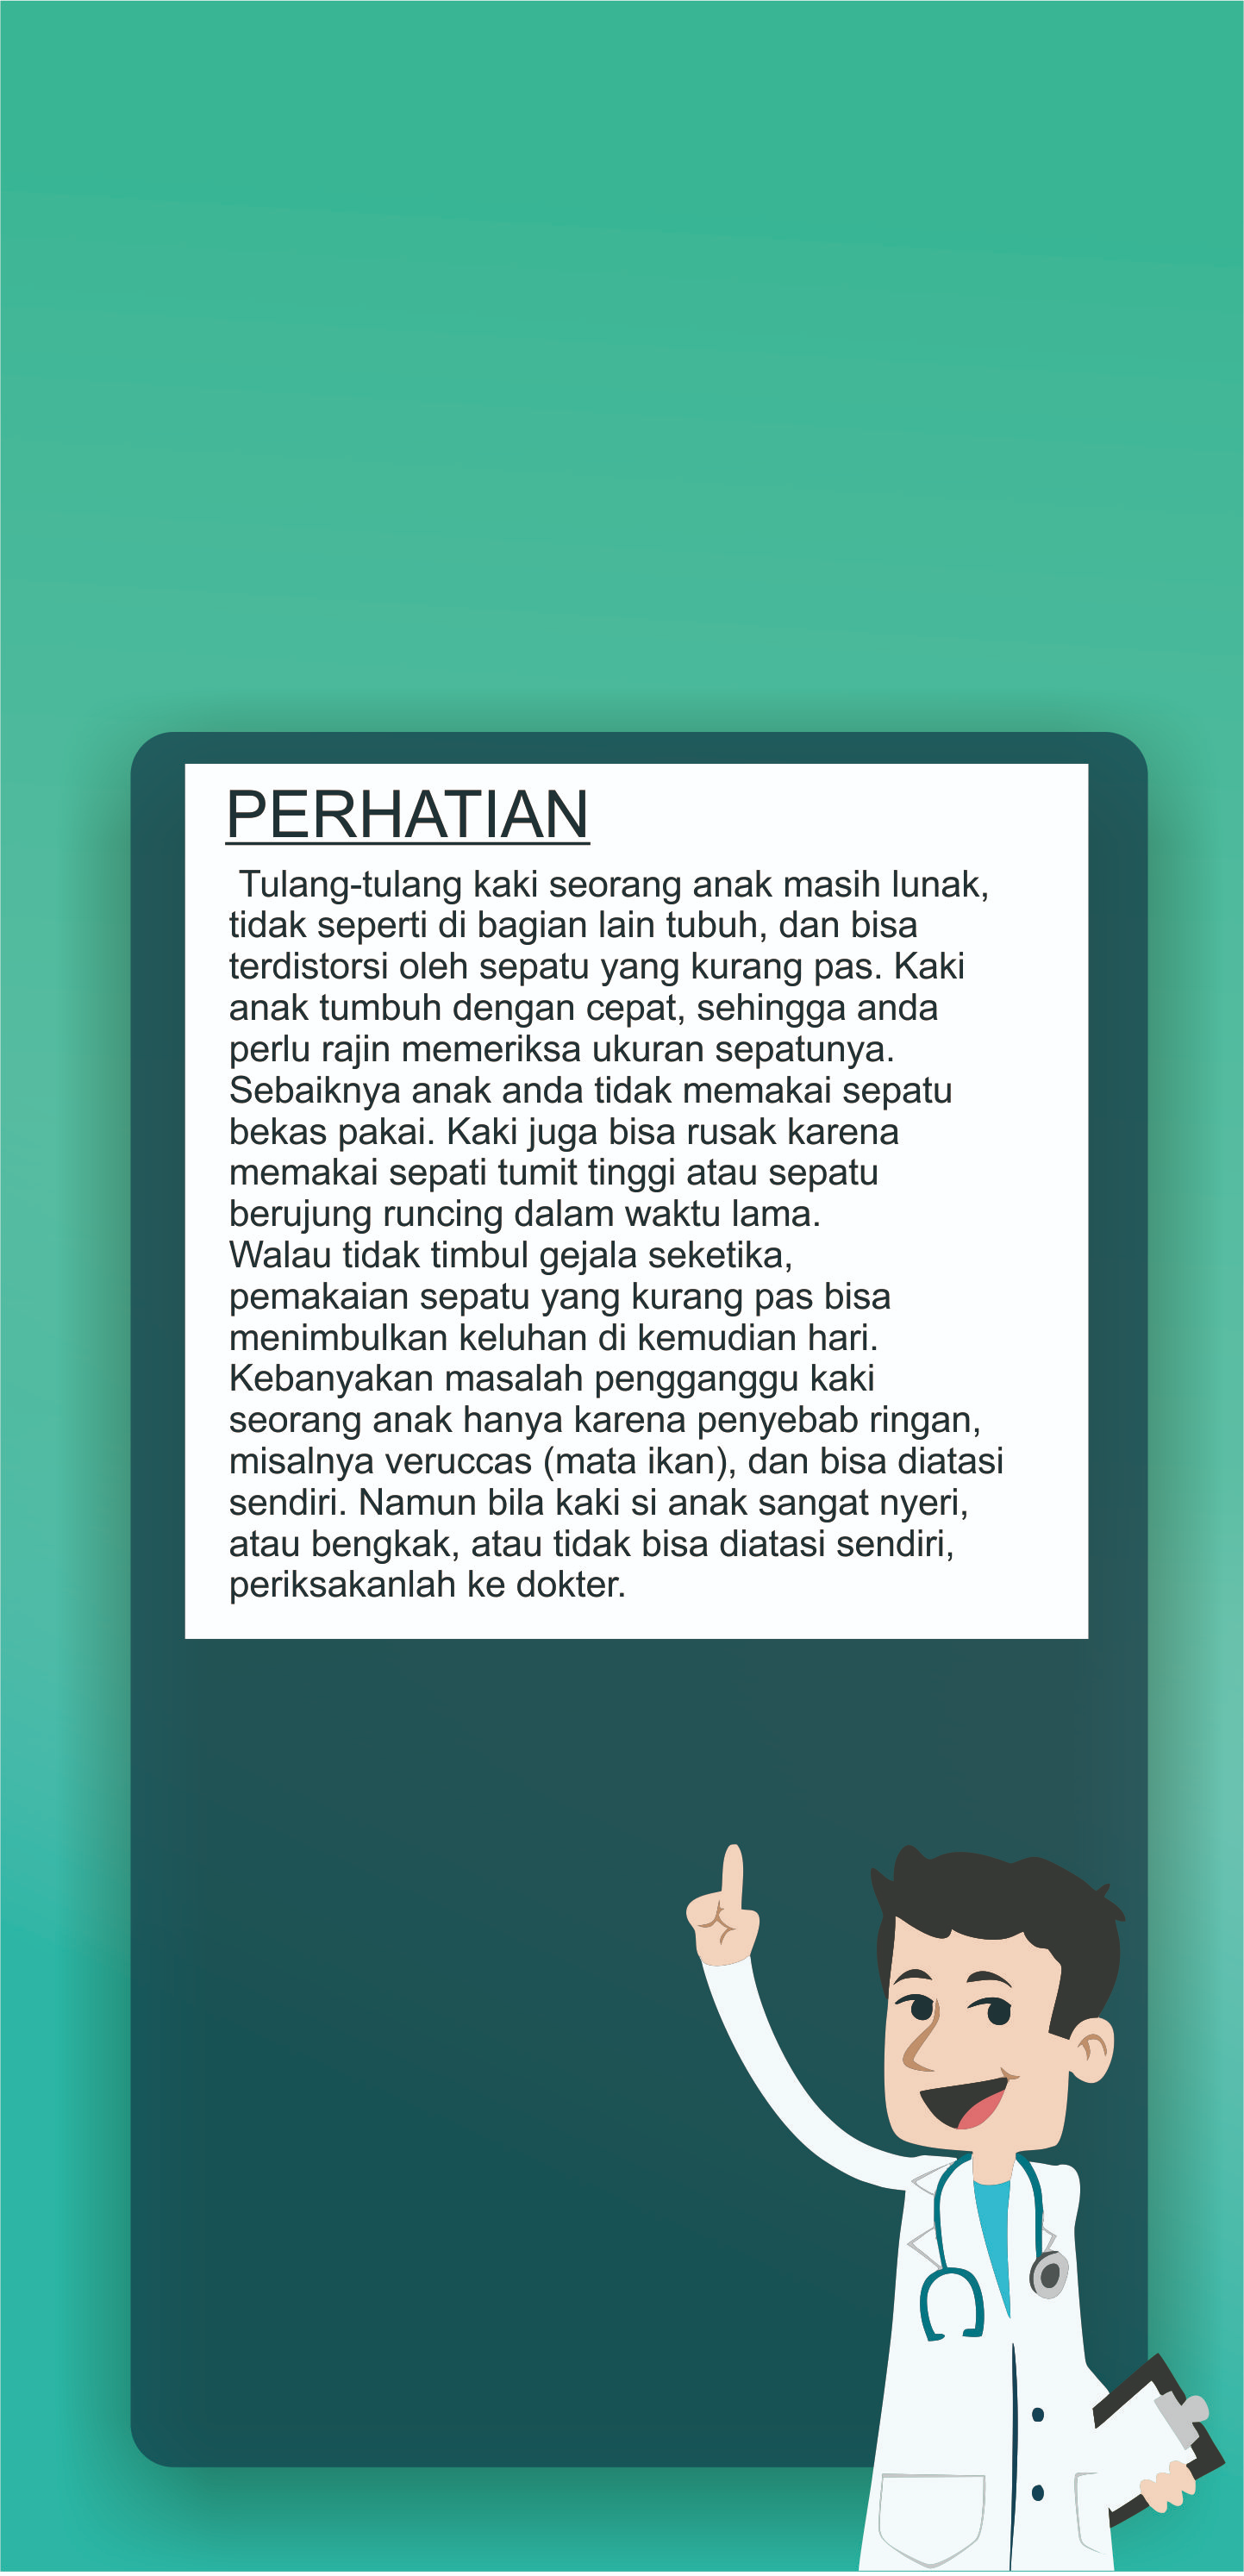 PERHATIAN
Tulang-tulang kaki seorang anak masih lunak,
tidak seperti di bagian lain tubuh, dan bisa
terdistorsi oleh sepatu yang kurang pas. Kaki
anak tumbuh dengan cepat, sehingga anda
perlu rajin memeriksa ukuran sepatunya.
Sebaiknya anak anda tidak memakai sepatu
bekas pakai. Kaki juga bisa rusak karena
memakai sepati tumit tinggi atau sepatu
berujung runcing dalam waktu lama.
Walau tidak timbul gejala seketika,
pemakaian sepatu yang kurang pas bisa
menimbulkan keluhan di kemudian hari.
Kebanyakan masalah pengganggu kaki
seorang anak hanya karena penyebab ringan,
misalnya veruccas (mata ikan), dan bisa diatasi
sendiri. Namun bila kaki si anak sangat nyeri,
atau bengkak, atau tidak bisa diatasi sendiri,
periksakanlah ke dokter.